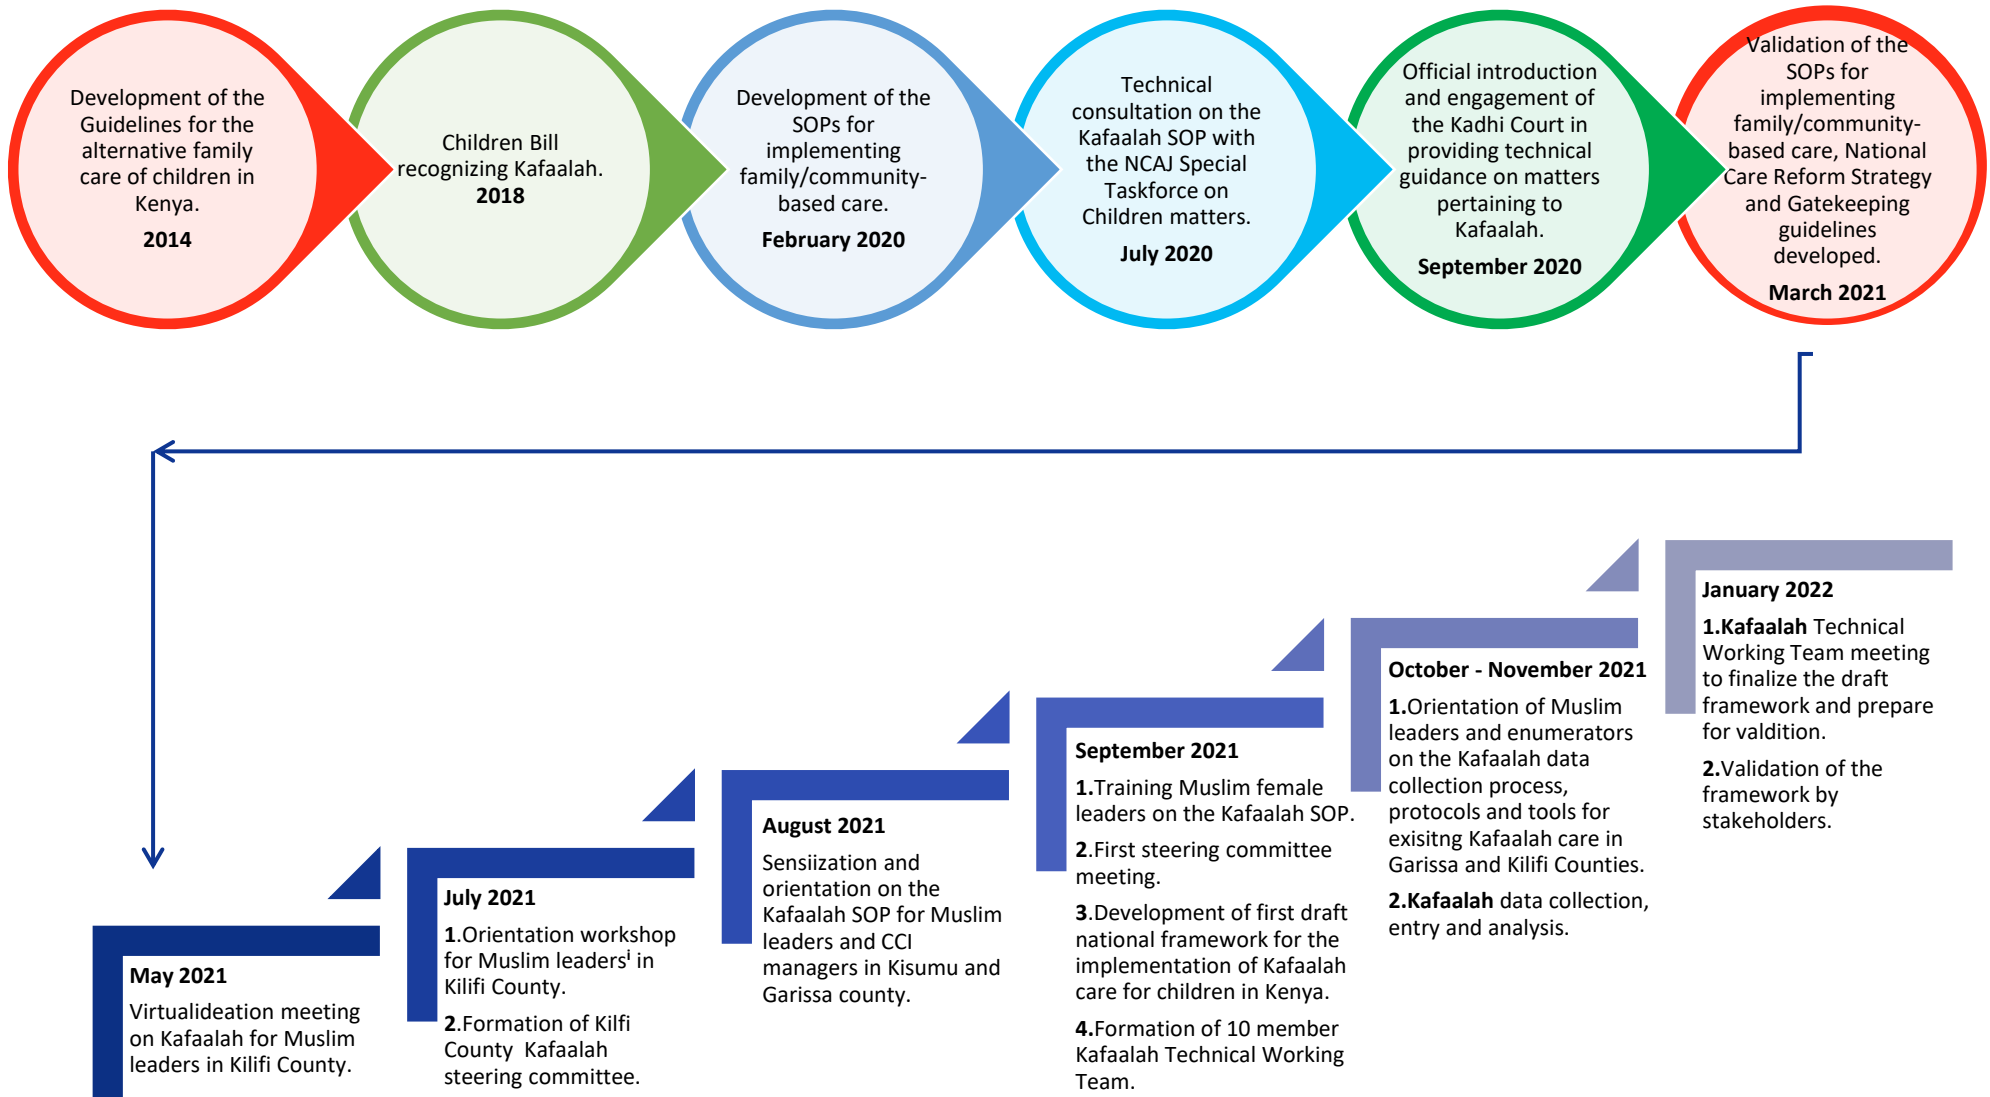 Development of the
Guidelines for the
alternative family
care of children in
Kenya.
2014
Children Bill
recognizing Kafaalah.
2018
Development of the
SOPs for
implementing
family/community-
based care.
February 2020
Technical
consultation on the
Kafaalah SOP with
the NCAJ Special
Taskforce on
Children matters.
July 2020
Official introduction
and engagement of
the Kadhi Court in
providing technical
guidance on matters
pertaining to
Kafaalah.
September 2020
Validation of the
SOPs for
implementing
family/community-
based care, National
Care Reform Strategy
and Gatekeeping
guidelines
developed.
March 2021
May 2021
Virtualideation meeting
on Kafaalah for Muslim
leaders in Kilifi County.
July 2021
1.Orientation workshop
for Muslim leadersⁱ in
Kilifi County.
2.Formation of Kilfi
County  Kafaalah
steering committee.
August 2021
Sensiization and
orientation on the
Kafaalah SOP for Muslim
leaders and CCI
managers in Kisumu and
Garissa county.
September 2021
1.Training Muslim female
leaders on the Kafaalah SOP.
2.First steering committee
meeting.
3.Development of first draft
national framework for the
implementation of Kafaalah
care for children in Kenya.
4.Formation of 10 member
Kafaalah Technical Working
Team.
October - November 2021
1.Orientation of Muslim
leaders and enumerators
on the Kafaalah data
collection process,
protocols and tools for
exisitng Kafaalah care in
Garissa and Kilifi Counties.
2.Kafaalah data collection,
entry and analysis.
January 2022
1.Kafaalah Technical
Working Team meeting
to finalize the draft
framework and prepare
for valdition.
2.Validation of the
framework by
stakeholders.